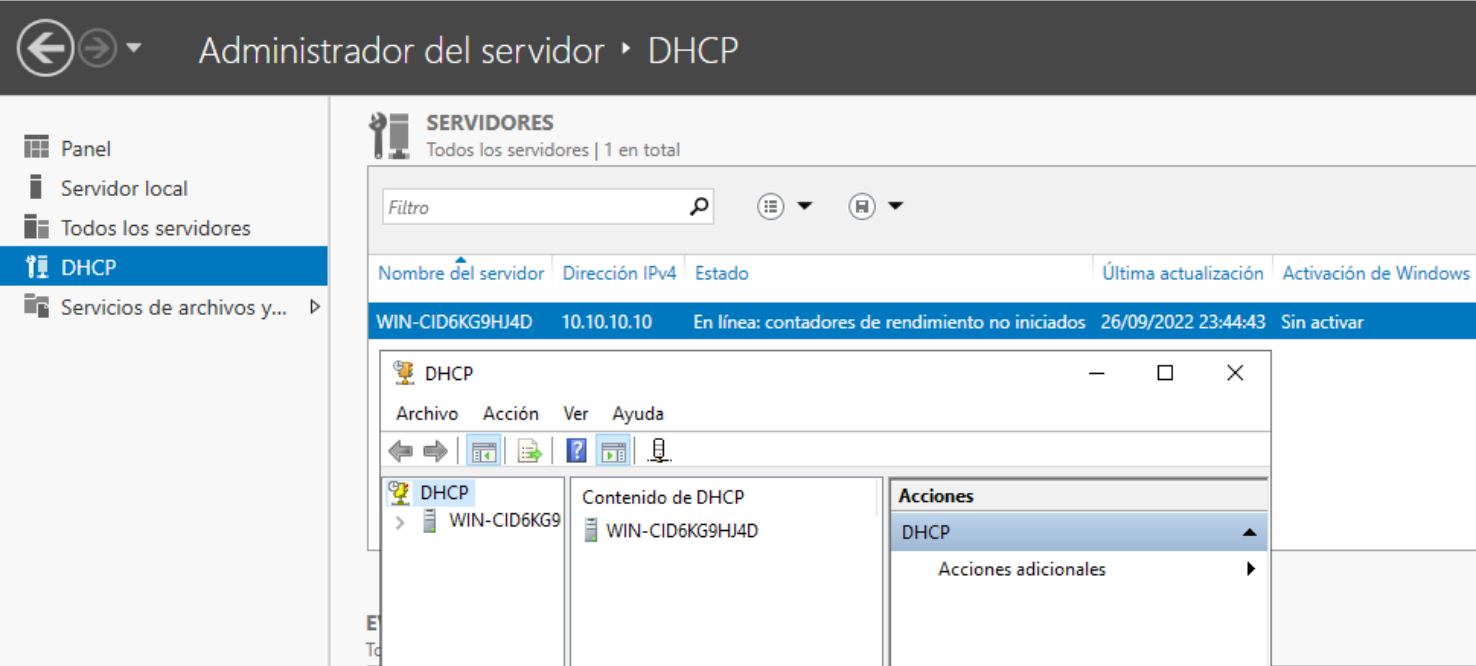 Administrador del servidor ‣ DHCP
Panel
Servidor local
Todos los servidores
DHCP
Servicios de archivos y...
SERVIDORES
Todos los servidores | 1 en total
Filtro
Nombre del servidor Dirección IPv4 Estado Última actualización Activación de Windows
WIN-CID6KG9HJ4D 10.10.10.10 En línea: contadores de rendimiento no iniciados 26/09/2022 23:44:43 Sin activar
DHCP
Archivo Acción Ver Ayuda
DHCP
WIN-CID6KG9
Contenido de DHCP
WIN-CID6KG9HJ4D
Acciones
DHCP
Acciones adicionales